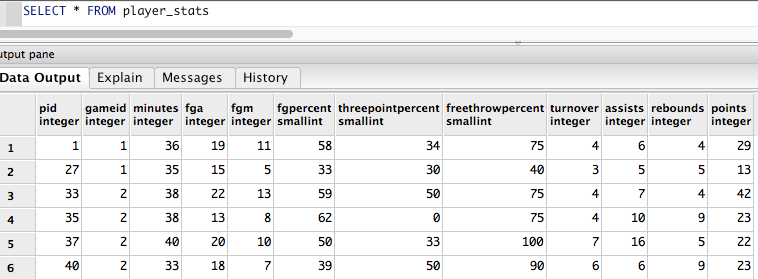 SELECT * FROM player_stats
utput pane
Data Output Explain Messages History
pid gameid minutes fga fgm fgpercent threepointpercent freethrowpercent turnover assists rebounds points
integer integer integer integer integer smallint smallint smallint integer integer integer integer
1 1 1 36 19 11 58 34 75 4 6 4 29
2 27 1 35 15 5 33 30 40 3 5 5 13
3 33 2 38 22 13 59 50 75 4 7 4 42
4 35 2 38 13 8 62 0 75 4 10 9 23
5 37 2 40 20 10 50 33 100 7 16 5 22
6 40 2 33 18 7 39 50 90 6 6 9 23